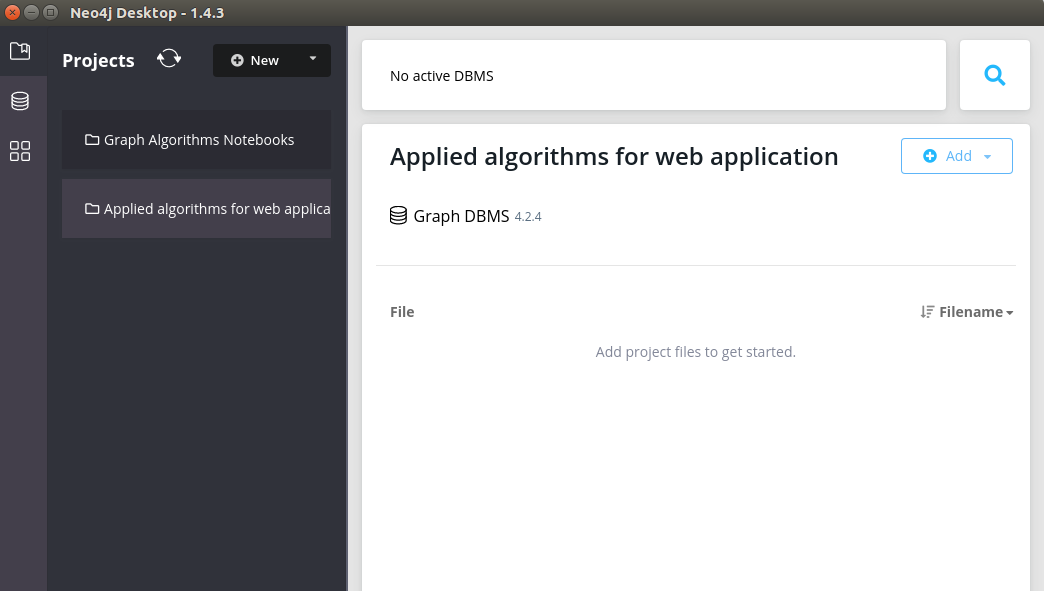 Neo4j Desktop - 1.4.3
Projects
New
Graph Algorithms Notebooks
Applied algorithms for web applica
No active DBMS
Applied algorithms for web application
Add
Graph DBMS 4.2.4
File
Filename
Add project files to get started.